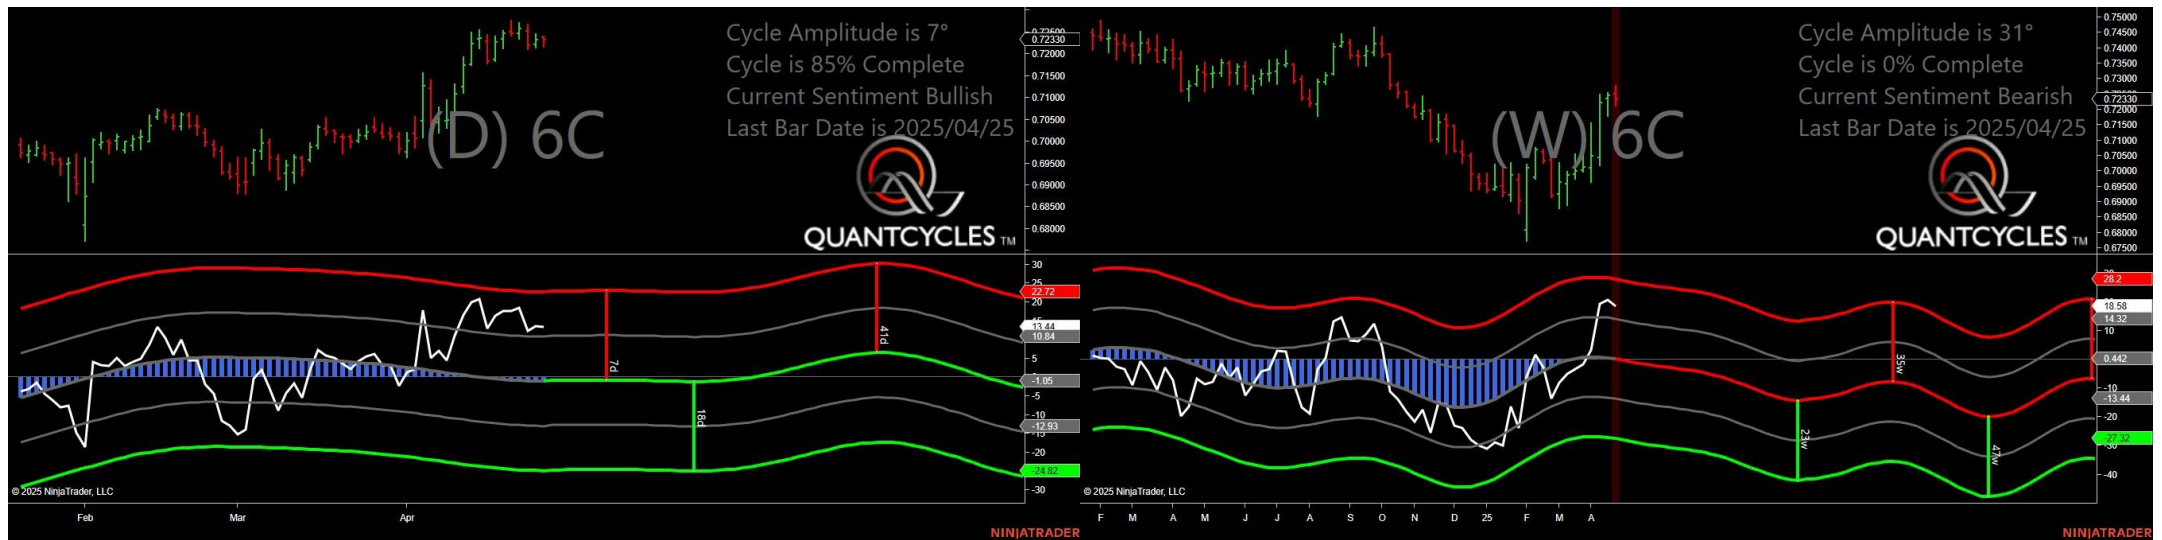 Cycle Amplitude is 7°
Cycle is 85% Complete
Current Sentiment Bullish
Last Bar Date is 2025/04/25
(D) 6C
QUANTCYCLES TM
0.72330
0.72000
0.71500
0.71000
0.70500
0.70000
0.69500
0.69000
0.68500
0.68000
30
25
22.72
20
13.44
10.84
5
-1.05
-5
-10
-12.93
-15
-20
-24.82
-30
7d
41d
18d
© 2025 NinjaTrader, LLC
Feb Mar Apr
NINJATRADER
Cycle Amplitude is 31°
Cycle is 0% Complete
Current Sentiment Bearish
Last Bar Date is 2025/04/25
(W) 6C
QUANTCYCLES TM
0.75000
0.74500
0.74000
0.73500
0.73000
0.72330
0.72000
0.71500
0.71000
0.70500
0.70000
0.69500
0.69000
0.68500
0.68000
0.67500
28.2
18.58
14.32
10
0.442
-10
-13.44
-20
-27.32
-40
35w
23w
47w
© 2025 NinjaTrader, LLC
F M A M J J A S O N D 25 F M A
NINJATRADER